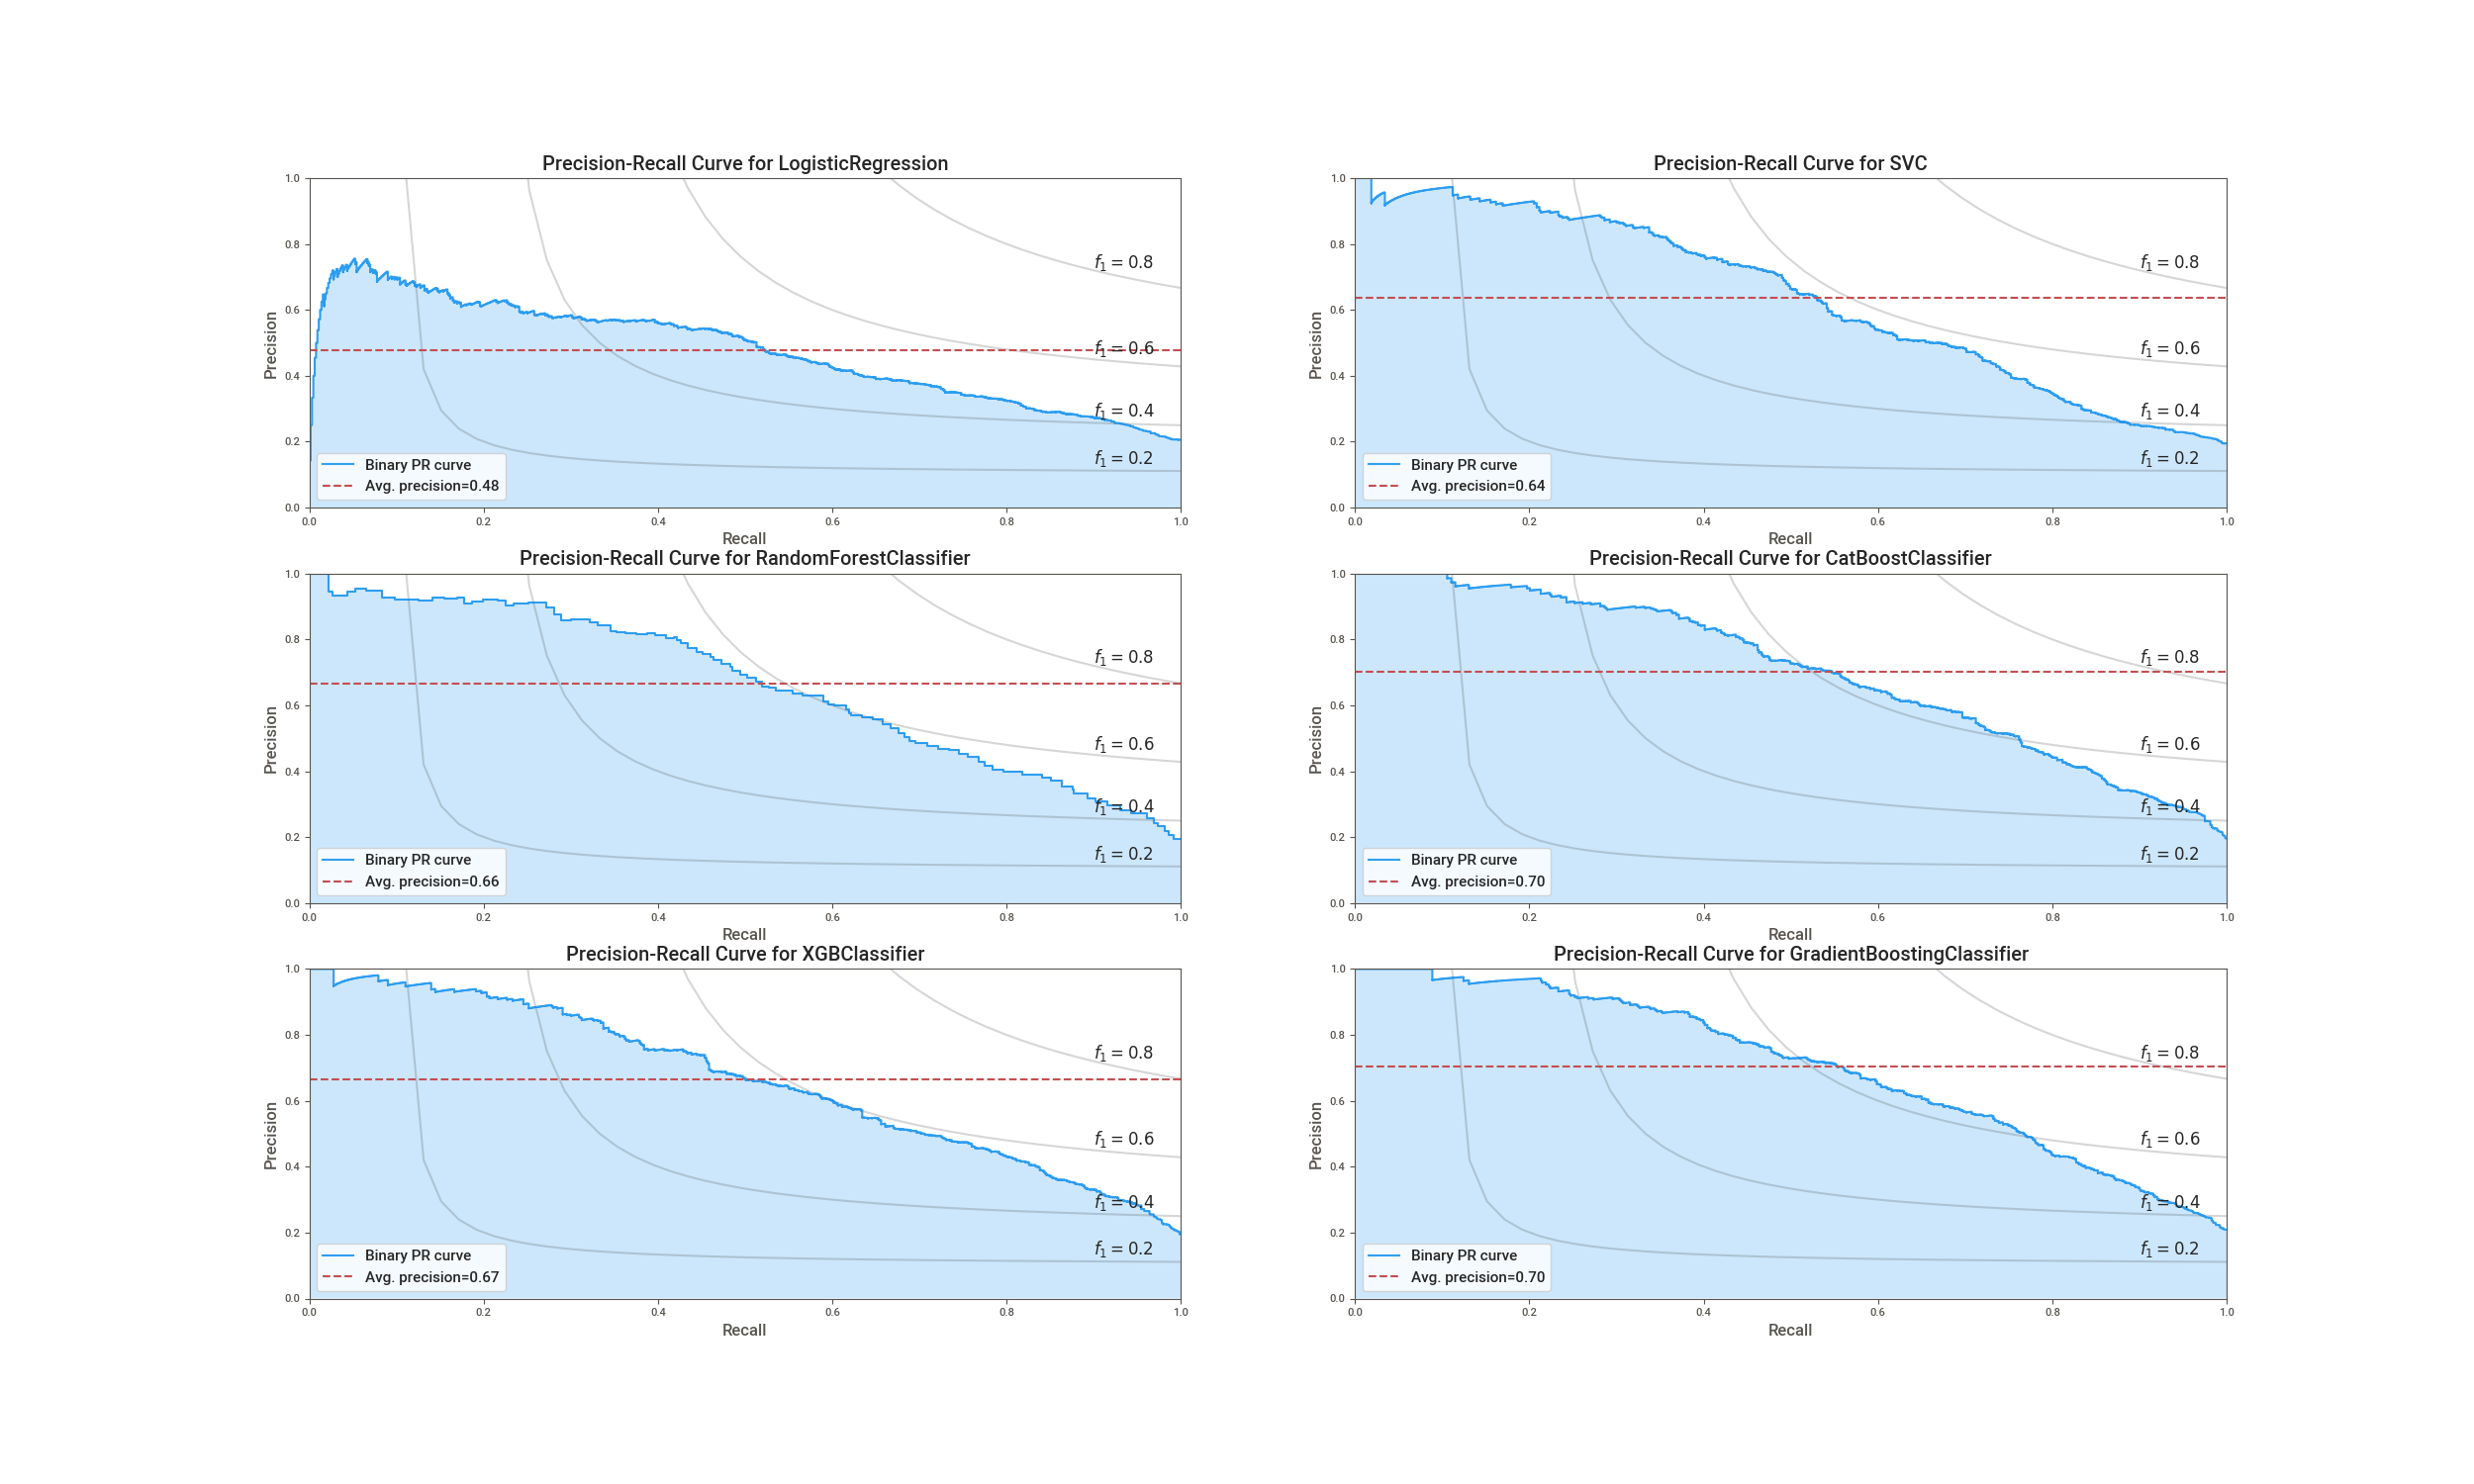 Precision-Recall Curve for LogisticRegression
1.0
0.8
0.6
0.4
0.2
0.0
Precision
f1 = 0.8
f1 = 0.6
f1 = 0.4
f1 = 0.2
Binary PR curve
Avg. precision=0.48
0.0 0.2 0.4 0.6 0.8 1.0
Recall
Precision-Recall Curve for SVC
1.0
0.8
0.6
0.4
0.2
0.0
Precision
f1 = 0.8
f1 = 0.6
f1 = 0.4
f1 = 0.2
Binary PR curve
Avg. precision=0.64
0.0 0.2 0.4 0.6 0.8 1.0
Recall
Precision-Recall Curve for RandomForestClassifier
1.0
0.8
0.6
0.4
0.2
0.0
Precision
f1 = 0.8
f1 = 0.6
f1 = 0.4
f1 = 0.2
Binary PR curve
Avg. precision=0.66
0.0 0.2 0.4 0.6 0.8 1.0
Recall
Precision-Recall Curve for CatBoostClassifier
1.0
0.8
0.6
0.4
0.2
0.0
Precision
f1 = 0.8
f1 = 0.6
f1 = 0.4
f1 = 0.2
Binary PR curve
Avg. precision=0.70
0.0 0.2 0.4 0.6 0.8 1.0
Recall
Precision-Recall Curve for XGBClassifier
1.0
0.8
0.6
0.4
0.2
0.0
Precision
f1 = 0.8
f1 = 0.6
f1 = 0.4
f1 = 0.2
Binary PR curve
Avg. precision=0.67
0.0 0.2 0.4 0.6 0.8 1.0
Recall
Precision-Recall Curve for GradientBoostingClassifier
1.0
0.8
0.6
0.4
0.2
0.0
Precision
f1 = 0.8
f1 = 0.6
f1 = 0.4
f1 = 0.2
Binary PR curve
Avg. precision=0.70
0.0 0.2 0.4 0.6 0.8 1.0
Recall